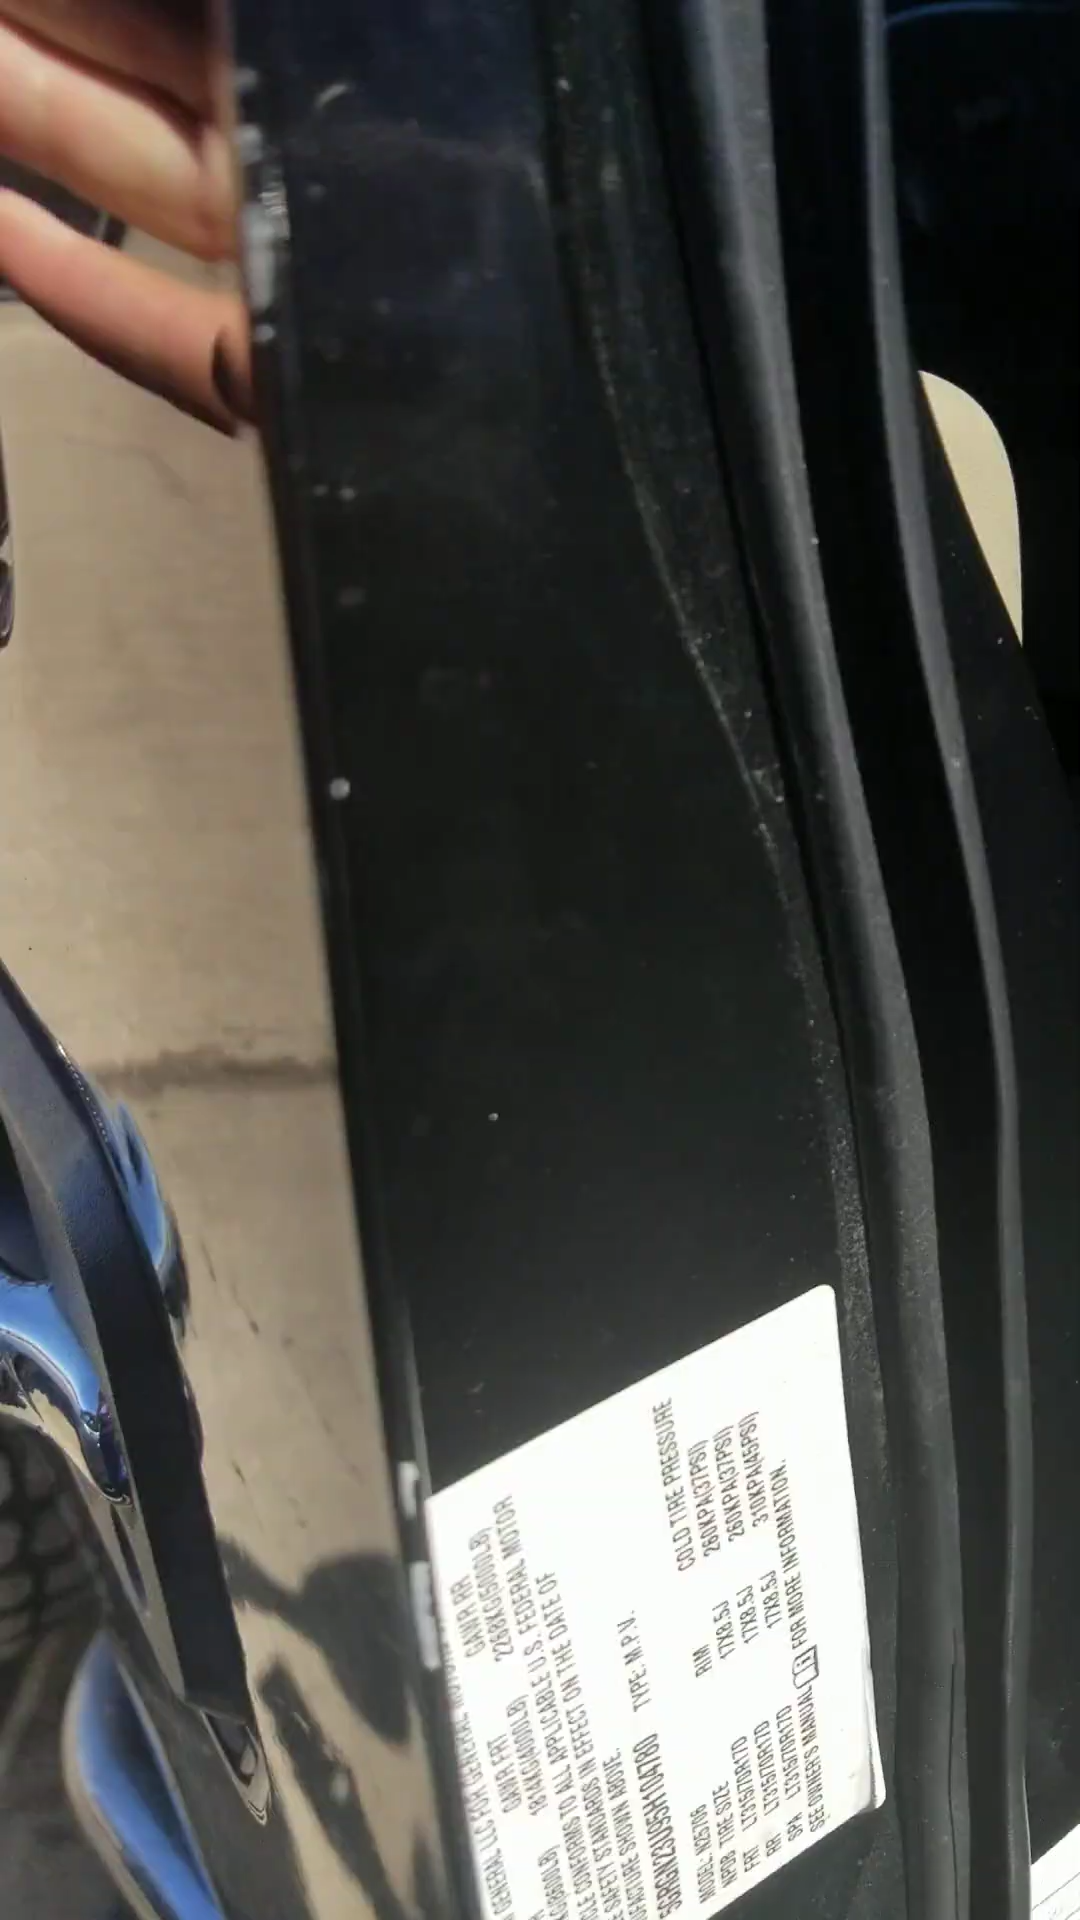 GENERAL LLC FOR GENERAL
GAWR FRT GAWR RR
1814KG(4000LB) 2268KG(5000LB)
CONFORMS TO ALL APPLICABLE U.S. FEDERAL MOTOR
SAFETY STANDARDS IN EFFECT ON THE DATE OF
SHOWN ABOVE.
5GRGN23U95H104780 TYPE: M.P.V.
MODEL: N25706
TIRE SIZE RIM COLD TIRE PRESSURE
FRT LT315/70R17D 17X8.5J 260KPA(37PSI)
RR LT315/70R17D 17X8.5J 260KPA(37PSI)
SPA LT315/70R17D 17X8.5J 310KPA(45PSI)
SEE OWNER'S MANUAL FOR MORE INFORMATION.